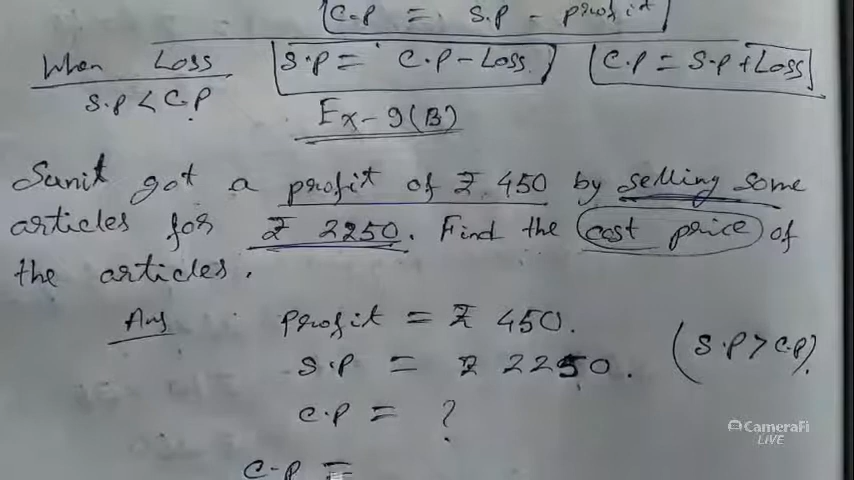 C.P = S.P - profit
When Loss S.P = C.P - Loss C.P = S.P + Loss
S.P < C.P
Ex - 9(B)
Sunit got a profit of ₹ 450 by selling some
articles for ₹ 2250. Find the cost price of
the articles.
Ans profit = ₹ 450.
S.P = ₹ 2250. (S.P > C.P)
C.P = ?
C.P =
CameraFi
LIVE